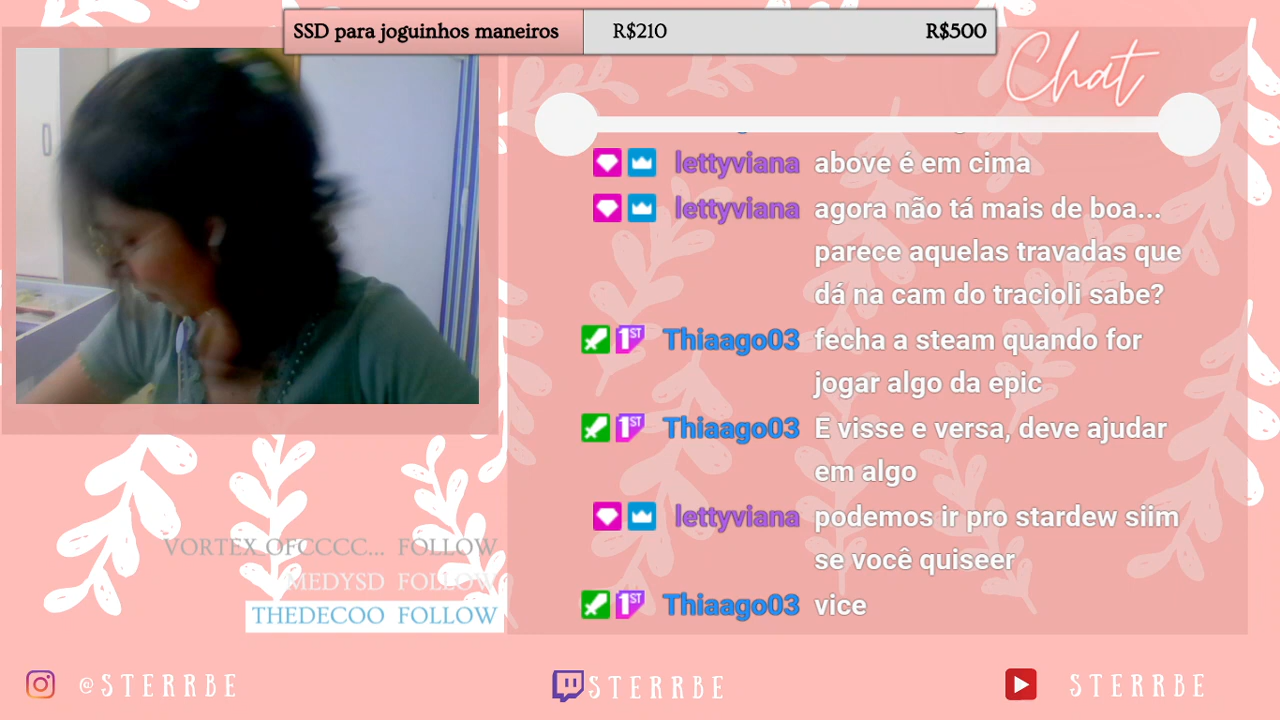 SSD para joguinhos maneiros R$210 R$500
Chat
lettyviana above é em cima
lettyviana agora não tá mais de boa...
parece aquelas travadas que
dá na cam do tracioli sabe?
Thiaago03 fecha a steam quando for
jogar algo da epic
Thiaago03 E visse e versa, deve ajudar
em algo
lettyviana podemos ir pro stardew siim
se você quiseer
Thiaago03 vice
VORTEX OFCCCC... FOLLOW
MEDYSD FOLLOW
THEDECOO FOLLOW
@STERRBE
STERRBE
STERRBE